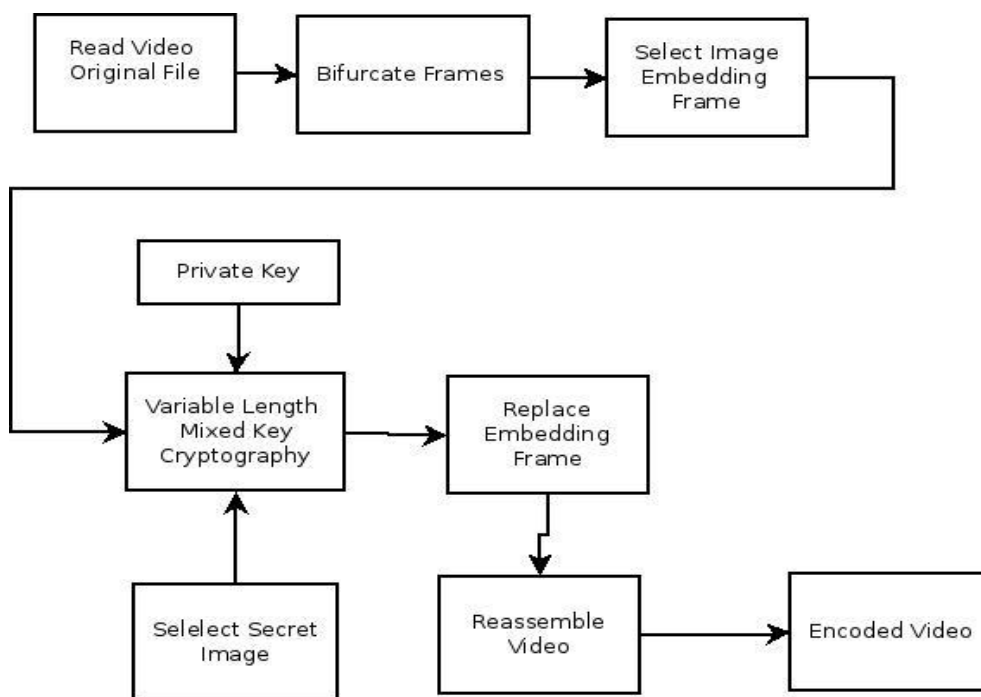 Read Video
Original File
Bifurcate Frames
Select Image
Embedding
Frame
Private Key
Variable Length
Mixed Key
Cryptography
Replace
Embedding
Frame
Selelect Secret
Image
Reassemble
Video
Encoded Video